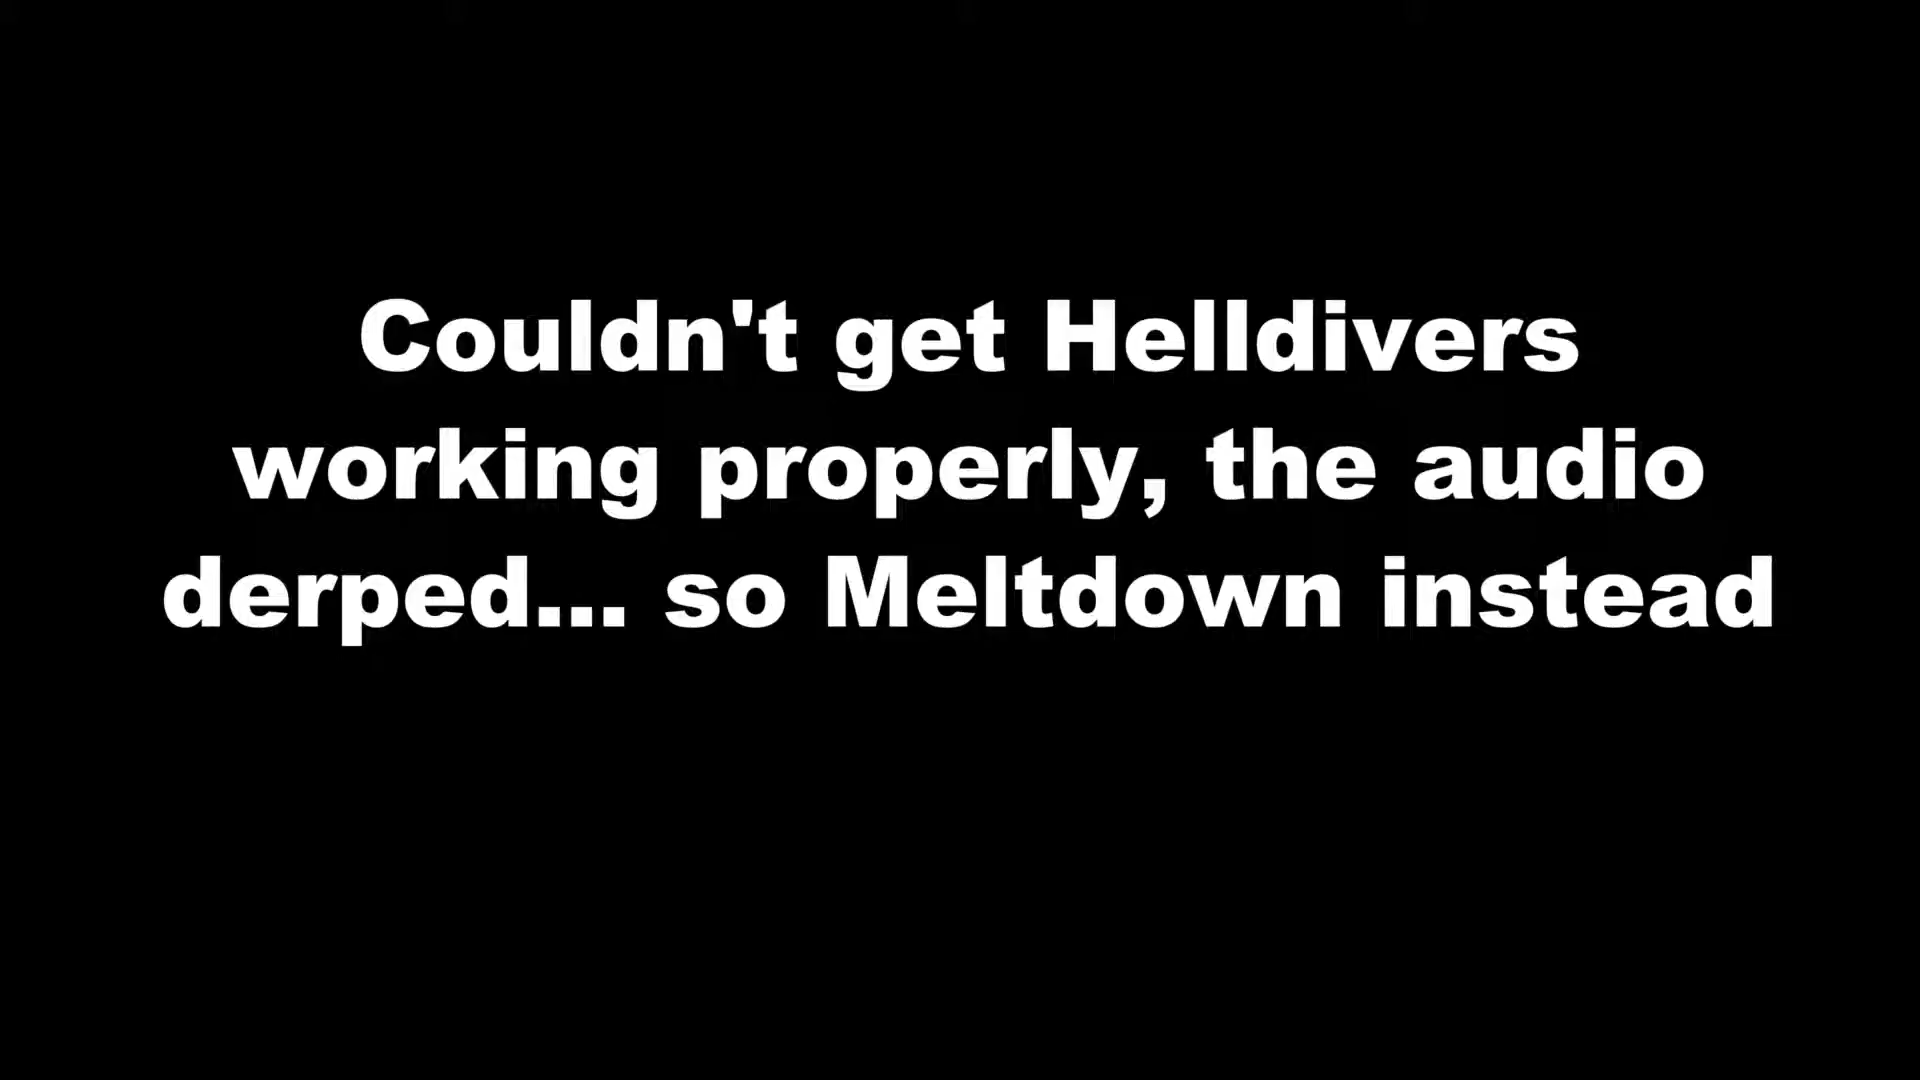 Couldn't get Helldivers
working properly, the audio
derped... so Meltdown instead